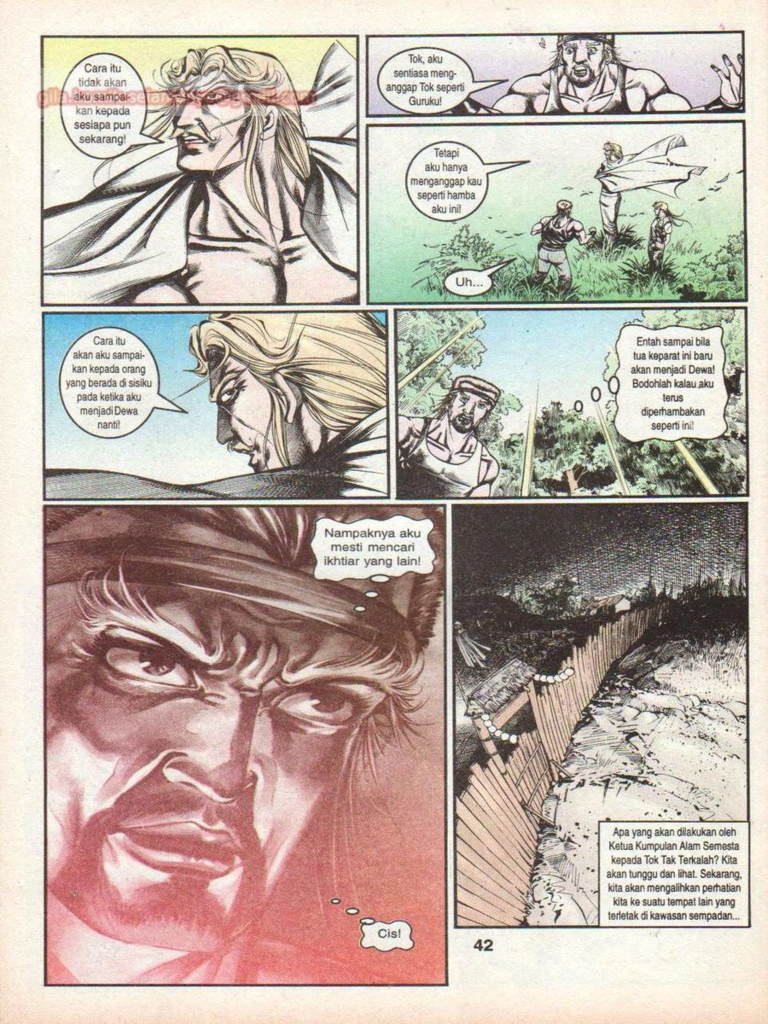 Cara itu
tidak akan
aku sampai-
kan kepada
sesiapa pun
sekarang!
Tok, aku
sentiasa meng-
anggap Tok seperti
Guruku!
Tetapi
aku hanya
menganggap kau
seperti hamba
aku ini!
Uh...
Cara itu
akan aku sampai-
kan kepada orang
yang berada di sisiku
pada ketika aku
menjadi Dewa
nanti!
Entah sampai bila
tua keparat ini baru
akan menjadi Dewa!
Bodohlah kalau aku
terus
diperhambakan
seperti ini!
Nampaknya aku
mesti mencari
ikhtiar yang lain!
Cis!
Apa yang akan dilakukan oleh
Ketua Kumpulan Alam Semesta
kepada Tok Tak Terkalah? Kita
akan tunggu dan lihat. Sekarang,
kita akan mengalihkan perhatian
kita ke suatu tempat lain yang
terletak di kawasan sempadan...
42